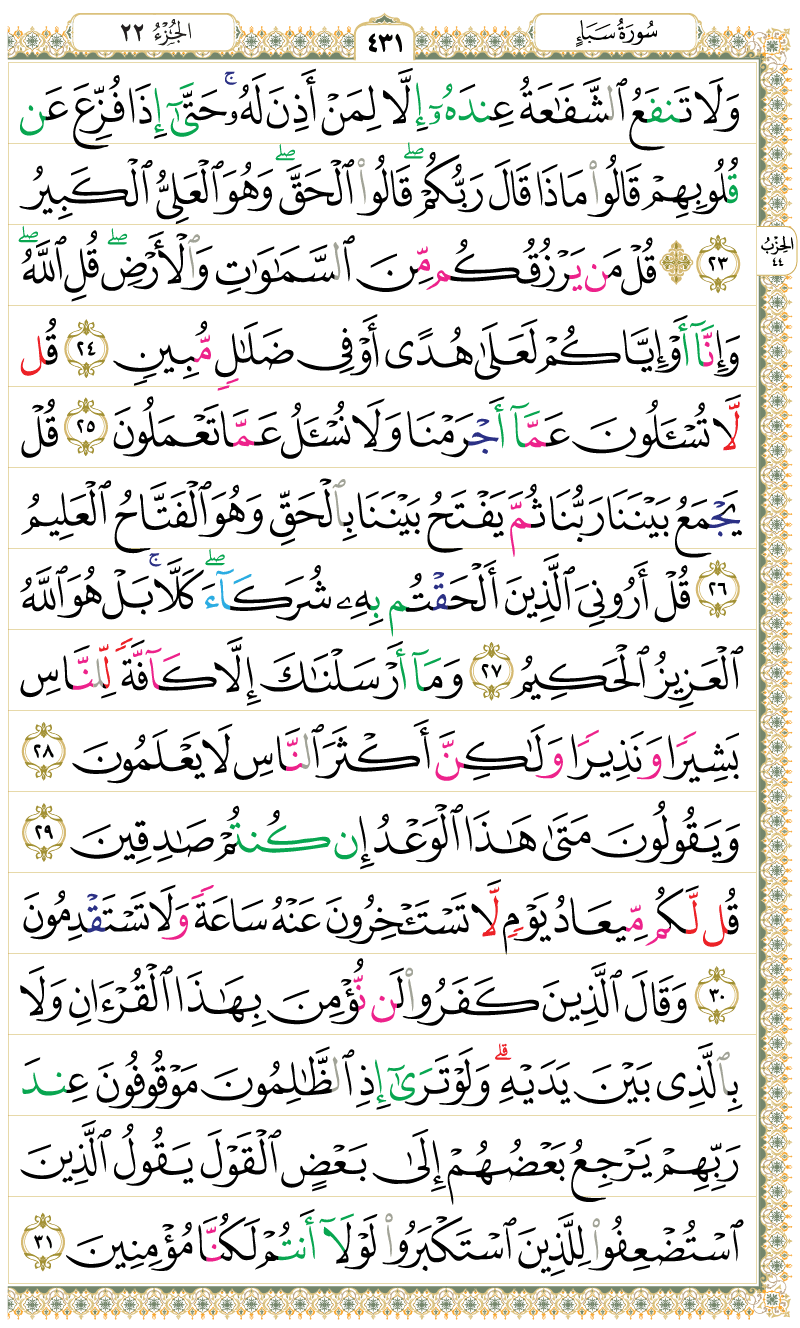 سُورَةُ سَبَإٍ
٤٣١
الجُزْءُ ٢٢
وَلَا تَنفَعُ ٱلشَّفَـٰعَةُ عِندَهُۥٓ إِلَّا لِمَنْ أَذِنَ لَهُۥ ۚ حَتَّىٰٓ إِذَا فُزِّعَ عَن
قُلُوبِهِمْ قَالُوا۟ مَاذَا قَالَ رَبُّكُمْ ۖ قَالُوا۟ ٱلْحَقَّ ۖ وَهُوَ ٱلْعَلِىُّ ٱلْكَبِيرُ
٢٣ ۞ قُلْ مَن يَرْزُقُكُم مِّنَ ٱلسَّمَـٰوَٰتِ وَٱلْأَرْضِ ۖ قُلِ ٱللَّهُ ۖ
الحِزْبُ
٤٤
وَإِنَّآ أَوْ إِيَّاكُمْ لَعَلَىٰ هُدًى أَوْ فِى ضَلَـٰلٍ مُّبِينٍ ٢٤ قُل
لَّا تُسْـَٔلُونَ عَمَّآ أَجْرَمْنَا وَلَا نُسْـَٔلُ عَمَّا تَعْمَلُونَ ٢٥ قُلْ
يَجْمَعُ بَيْنَنَا رَبُّنَا ثُمَّ يَفْتَحُ بَيْنَنَا بِٱلْحَقِّ وَهُوَ ٱلْفَتَّاحُ ٱلْعَلِيمُ
٢٦ قُلْ أَرُونِىَ ٱلَّذِينَ أَلْحَقْتُم بِهِۦ شُرَكَآءَ ۖ كَلَّا ۚ بَلْ هُوَ ٱللَّهُ
ٱلْعَزِيزُ ٱلْحَكِيمُ ٢٧ وَمَآ أَرْسَلْنَـٰكَ إِلَّا كَآفَّةً لِّلنَّاسِ
بَشِيرًا وَنَذِيرًا وَلَـٰكِنَّ أَكْثَرَ ٱلنَّاسِ لَا يَعْلَمُونَ ٢٨
وَيَقُولُونَ مَتَىٰ هَـٰذَا ٱلْوَعْدُ إِن كُنتُمْ صَـٰدِقِينَ ٢٩
قُل لَّكُم مِّيعَادُ يَوْمٍ لَّا تَسْتَـْٔخِرُونَ عَنْهُ سَاعَةً وَلَا تَسْتَقْدِمُونَ
٣٠ وَقَالَ ٱلَّذِينَ كَفَرُوا۟ لَن نُّؤْمِنَ بِهَـٰذَا ٱلْقُرْءَانِ وَلَا
بِٱلَّذِى بَيْنَ يَدَيْهِ ۗ وَلَوْ تَرَىٰٓ إِذِ ٱلظَّـٰلِمُونَ مَوْقُوفُونَ عِندَ
رَبِّهِمْ يَرْجِعُ بَعْضُهُمْ إِلَىٰ بَعْضٍ ٱلْقَوْلَ يَقُولُ ٱلَّذِينَ
ٱسْتُضْعِفُوا۟ لِلَّذِينَ ٱسْتَكْبَرُوا۟ لَوْلَآ أَنتُمْ لَكُنَّا مُؤْمِنِينَ ٣١